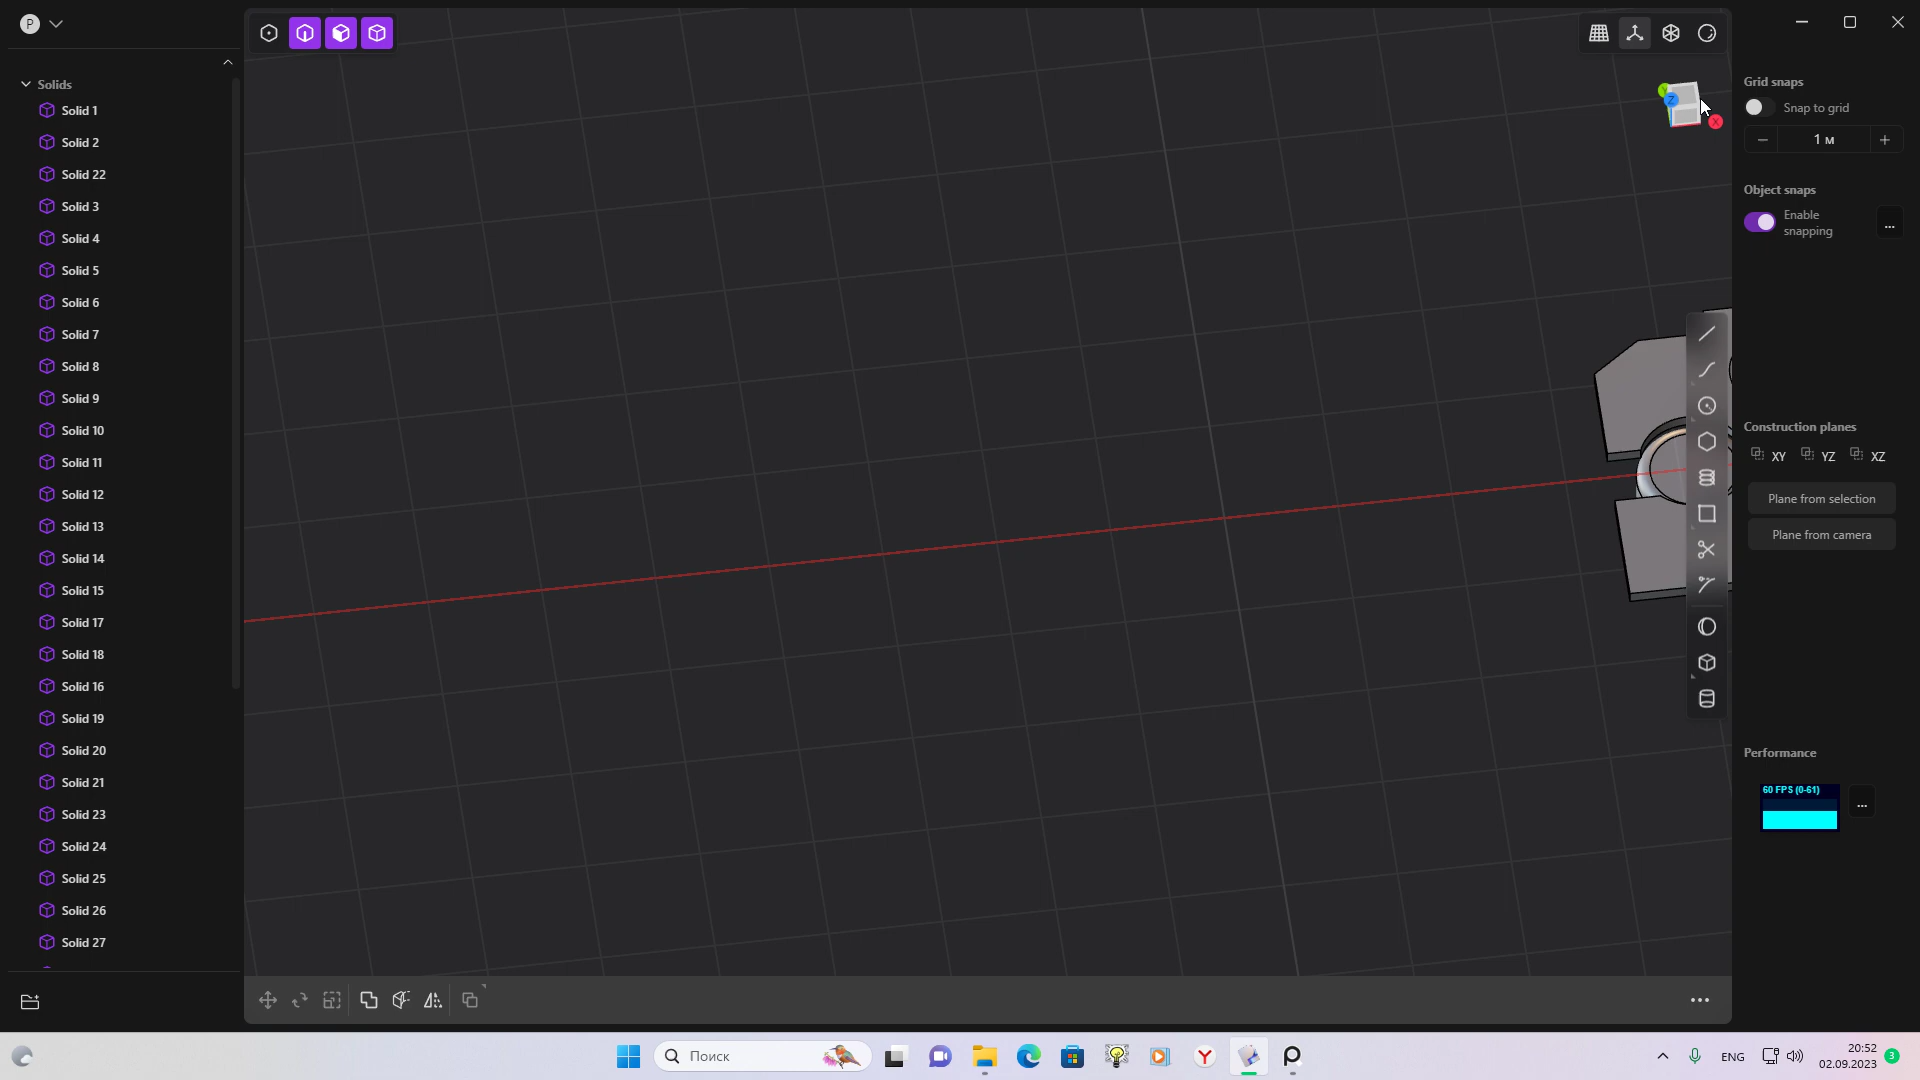 P
Solids
Solid 1
Solid 2
Solid 22
Solid 3
Solid 4
Solid 5
Solid 6
Solid 7
Solid 8
Solid 9
Solid 10
Solid 11
Solid 12
Solid 13
Solid 14
Solid 15
Solid 17
Solid 18
Solid 16
Solid 19
Solid 20
Solid 21
Solid 23
Solid 24
Solid 25
Solid 26
Solid 27
Y
Z
X
Grid snaps
Snap to grid
1 м
Object snaps
Enable
snapping
...
Construction planes
XY YZ XZ
Plane from selection
Plane from camera
Performance
60 FPS (0-61)
...
Поиск
ENG
20:52
02.09.2023
3